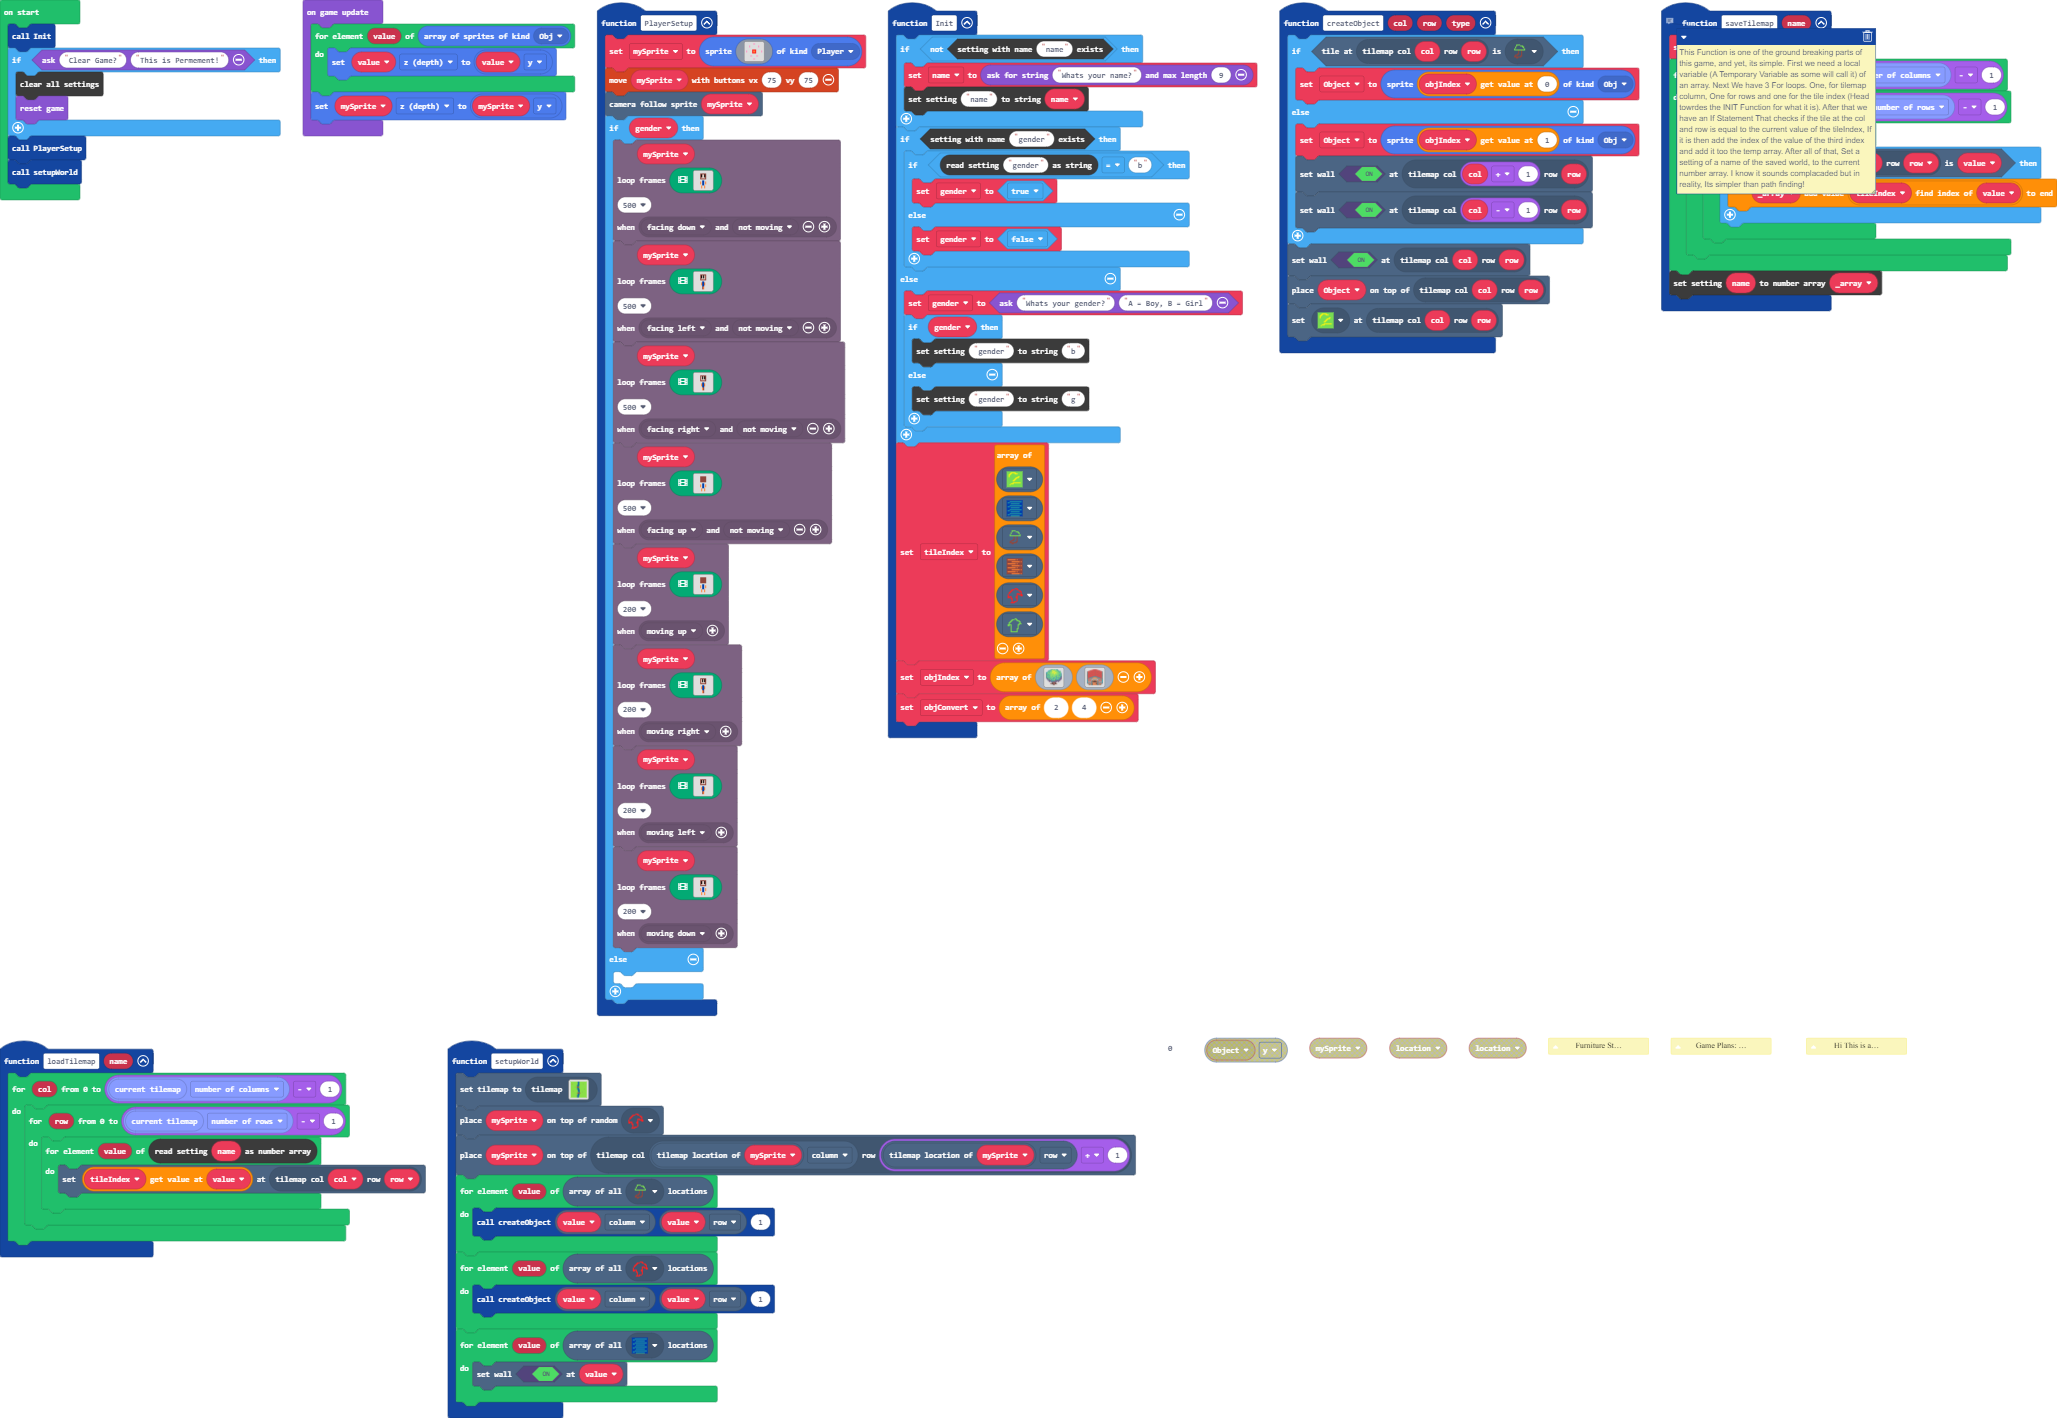 on start
call Init
if ask "Clear Game?" "This is Permement!" then
clear all settings
reset game
call PlayerSetup
call setupWorld
on game update
for element value of array of sprites of kind Obj
do
set value z (depth) to value y
set mySprite z (depth) to mySprite y
function PlayerSetup
set mySprite to sprite of kind Player
move mySprite with buttons vx 75 vy 75
camera follow sprite mySprite
if gender then
mySprite
loop frames
500
when facing down and not moving
mySprite
loop frames
500
when facing left and not moving
mySprite
loop frames
500
when facing right and not moving
mySprite
loop frames
500
when facing up and not moving
mySprite
loop frames
200
when moving up
mySprite
loop frames
200
when moving right
mySprite
loop frames
200
when moving left
mySprite
loop frames
200
when moving down
else
function Init
if not setting with name "name" exists then
set name to ask for string "Whats your name?" and max length 9
set setting "name" to string name
if setting with name "gender" exists then
if read setting "gender" as string = "b" then
set gender to true
else
set gender to false
else
set gender to ask "Whats your gender?" "A = Boy, B = Girl"
if gender then
set setting "gender" to string "b"
else
set setting "gender" to string "g"
array of
set tileIndex to
set objIndex to array of
set objConvert to array of 2 4
function createObject col row type
if tile at tilemap col col row row is then
set Object to sprite objIndex get value at 0 of kind Obj
else
set Object to sprite objIndex get value at 1 of kind Obj
set wall ON at tilemap col col + 1 row row
set wall ON at tilemap col col - 1 row row
set wall ON at tilemap col col row row
place Object on top of tilemap col col row row
set at tilemap col col row row
function saveTilemap name
This Function is one of the ground breaking parts of
this game, and yet, its simple. First we need a local
variable (A Temporary Variable as some will call it) of
an array. Next We have 3 For loops. One, for tilemap
column, One for rows and one for the tile index (Head
towrdes the INIT Function for what it is). After that we
have an If Statement That checks if the tile at the col
and row is equal to the current value of the tileIndex, If
it is then add the index of the value of the third index
and add it too the temp array. After all of that, Set a
setting of a name of the saved world, to the current
number array. I know it sounds complacaded but in
reality, Its simpler than path finding!
of columns - 1
of rows - 1
row row is value then
find index of value to end
set setting name to number array _array
function loadTilemap name
for col from 0 to current tilemap number of columns - 1
do
for row from 0 to current tilemap number of rows - 1
do
for element value of read setting name as number array
do
set tileIndex get value at value at tilemap col col row row
function setupWorld
set tilemap to tilemap
place mySprite on top of random
place mySprite on top of tilemap col tilemap location of mySprite column row tilemap location of mySprite row + 1
for element value of array of all locations
do
call createObject value column value row 1
for element value of array of all locations
do
call createObject value column value row 1
for element value of array of all locations
do
set wall ON at value
0
Object y
mySprite
location
location
Furniture St...
Game Plans: ...
Hi This is a...